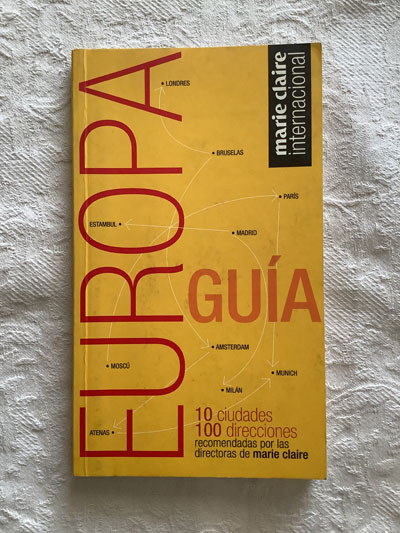 EUROPA
marie claire
internacional
LONDRES
BRUSELAS
PARÍS
ESTAMBUL
MADRID
GUÍA
AMSTERDAM
MOSCÚ
MUNICH
MILÁN
ATENAS
10 ciudades
100 direcciones
recomendadas por las
directoras de marie claire